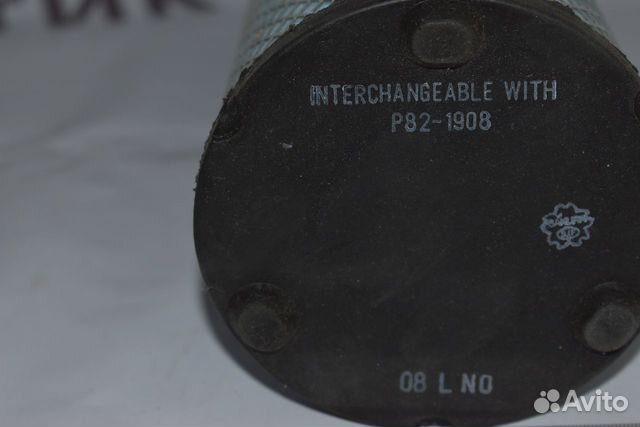 INTERCHANGEABLE WITH
P82-1908
08 L NO
Avito